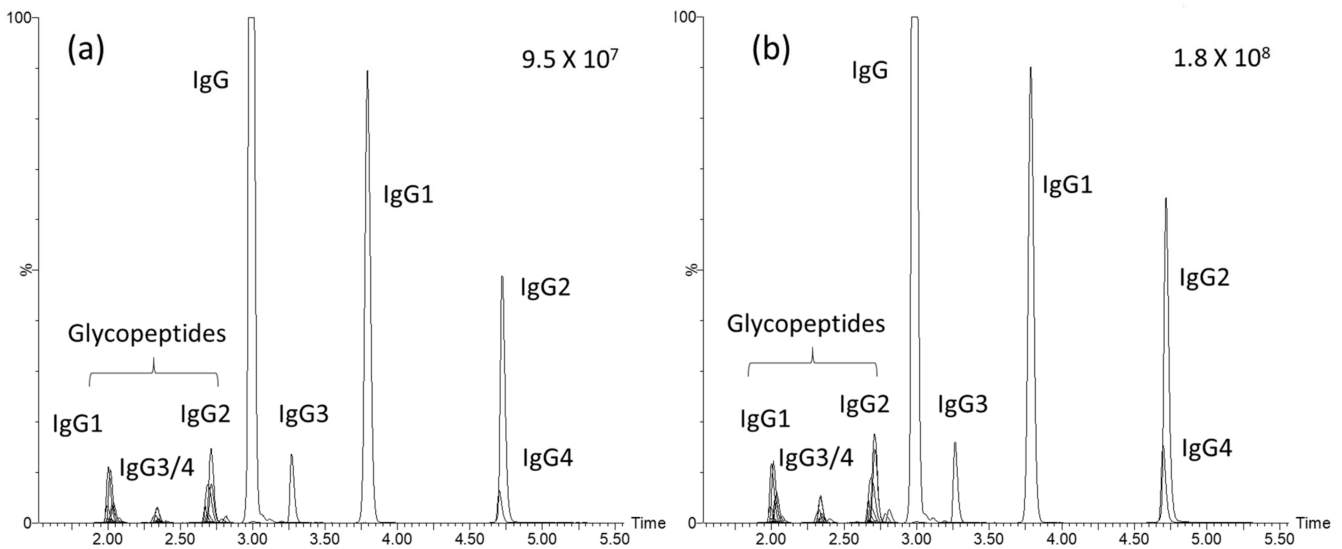 100
(a)
9.5 X 10⁷
IgG
IgG1
%
IgG2
Glycopeptides
IgG1
IgG2
IgG3
IgG3/4
IgG4
0
Time
2.00 2.50 3.00 3.50 4.00 4.50 5.00 5.50
100
(b)
1.8 X 10⁸
IgG
IgG1
%
IgG2
Glycopeptides
IgG1
IgG2
IgG3
IgG3/4
IgG4
0
Time
2.00 2.50 3.00 3.50 4.00 4.50 5.00 5.50